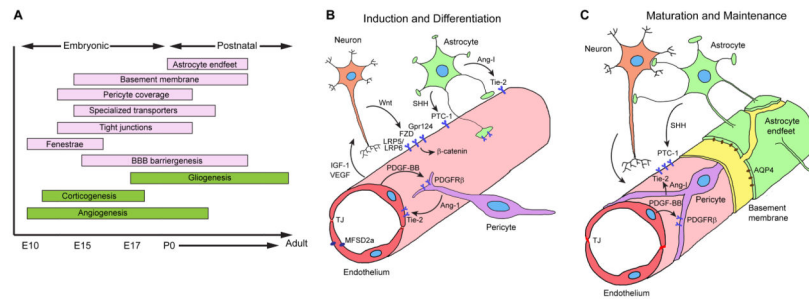 A
Embryonic
Postnatal
Astrocyte endfeet
Basement membrane
Pericyte coverage
Specialized transporters
Tight junctions
Fenestrae
BBB barriergenesis
Gliogenesis
Corticogenesis
Angiogenesis
E10
E15
E17
P0
Adult
B
Induction and Differentiation
Neuron
Astrocyte
Ang-I
Tie-2
Wnt
SHH
PTC-1
Gpr124
FZD
LRP5/
LRP6
β-catenin
IGF-1
VEGF
PDGF-BB
PDGFRβ
Ang-1
Tie-2
TJ
MFSD2a
Pericyte
Endothelium
C
Maturation and Maintenance
Neuron
Astrocyte
SHH
Astrocyte
endfeet
PTC-1
Tie-2
Ang-I
AQP4
Pericyte
PDGF-BB
PDGFRβ
Basement
membrane
TJ
Endothelium